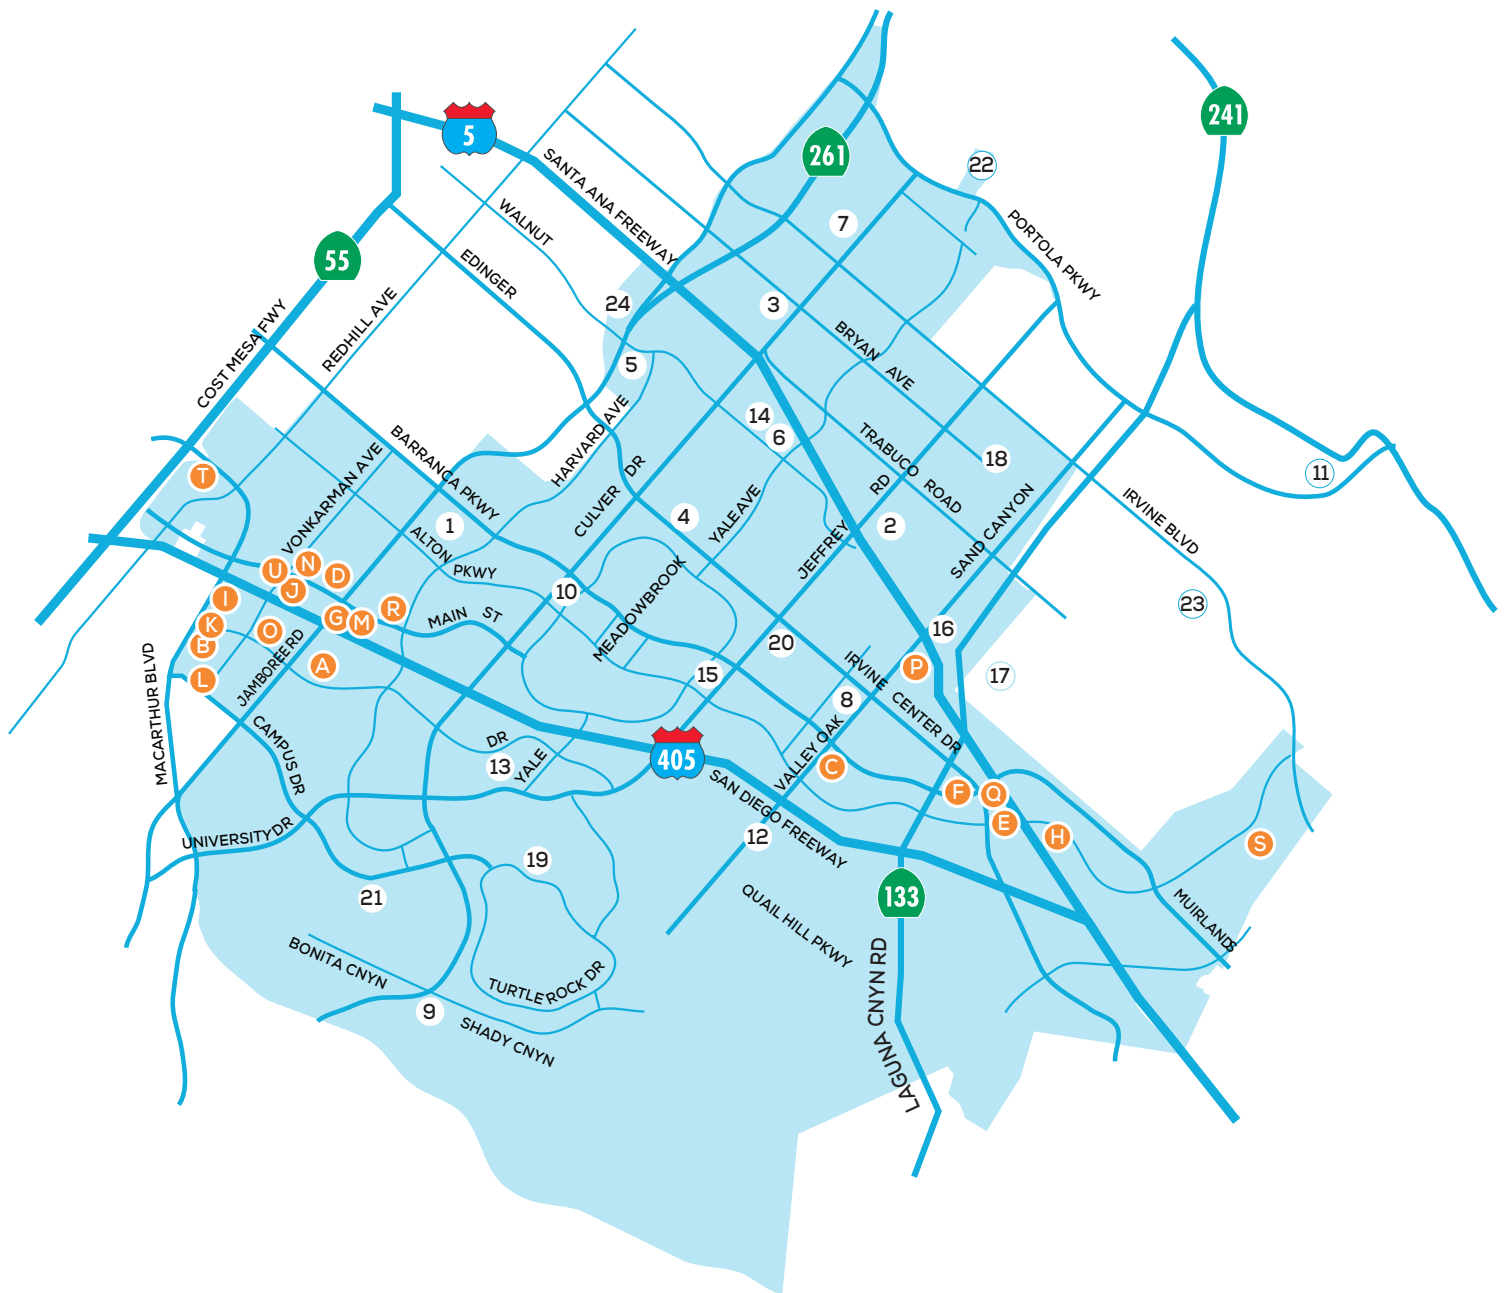 241
5
261
22
SANTA ANA FREEWAY
WALNUT
7
PORTOLA PKWY
55
EDINGER
24
3
COST MESA FWY
REDHILL AVE
BRYAN AVE
5
HARVARD AVE
14
6
TRABUCO ROAD
18
11
T
VONKARMAN AVE
BARRANCA PKWY
CULVER DR
YALE AVE
RD
JEFFREY
SAND CANYON
IRVINE BLVD
1
4
2
ALTON PKWY
U
N
D
J
I
G
M
R
MAIN ST
10
MEADOWBROOK
23
K
B
O
A
L
JAMBOREE RD
20
16
P
17
15
IRVINE CENTER DR
8
MACARTHUR BLVD
CAMPUS DR
DR
13
YALE
405
VALLEY OAK
C
SAN DIEGO FREEWAY
F
Q
E
H
S
UNIVERSITY DR
12
19
21
133
QUAIL HILL PKWY
MUIRLANDS
BONITA CNYN
TURTLEROCK DR
9
SHADY CNYN
LAGUNA CNYN RD